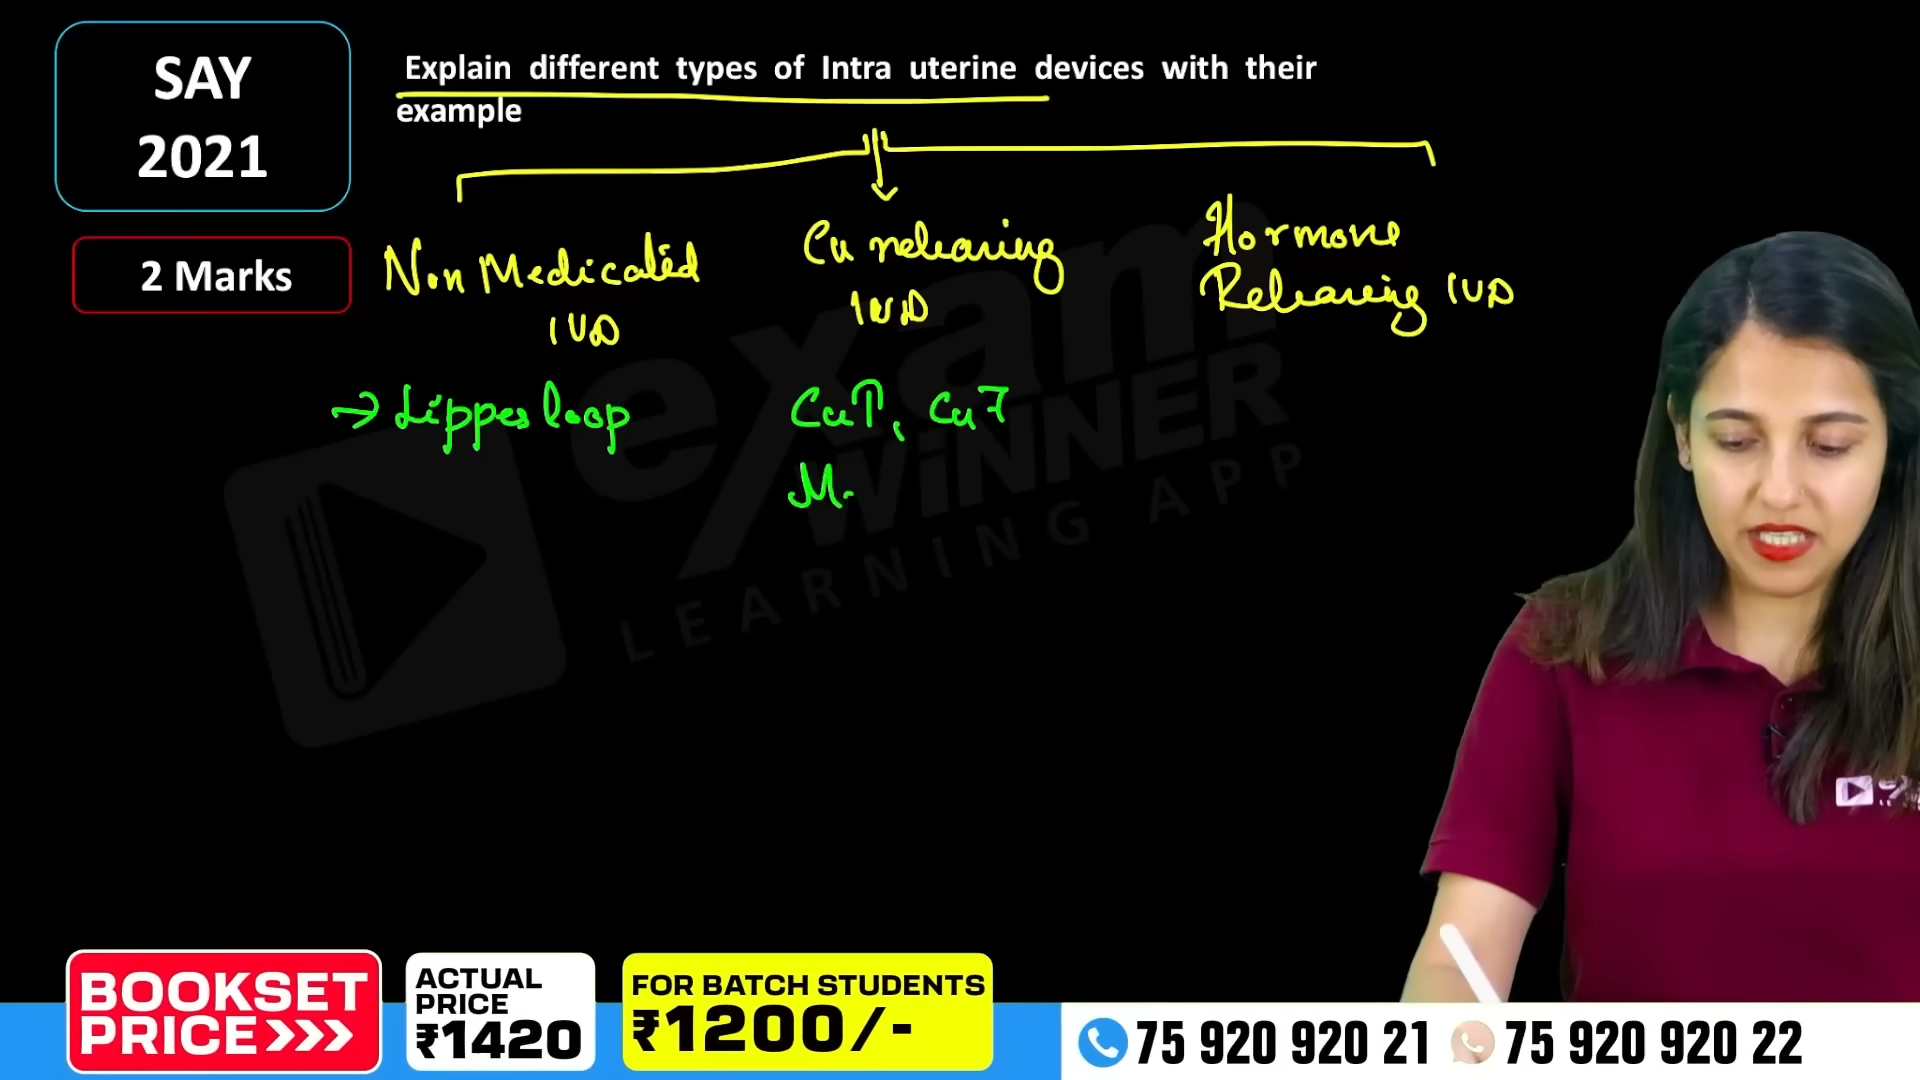 SAY
2021
2 Marks
Explain different types of Intra uterine devices with their
example
Non Medicated
IUD
Cu releasing
IUD
Hormone
Releasing IUD
→ Lippes loop
CuT, Cu7
M.
exam
WiNNER
LEARNING APP
BOOKSET
PRICE >>>
ACTUAL
PRICE
₹1420
FOR BATCH STUDENTS
₹1200/-
75 920 920 21
75 920 920 22